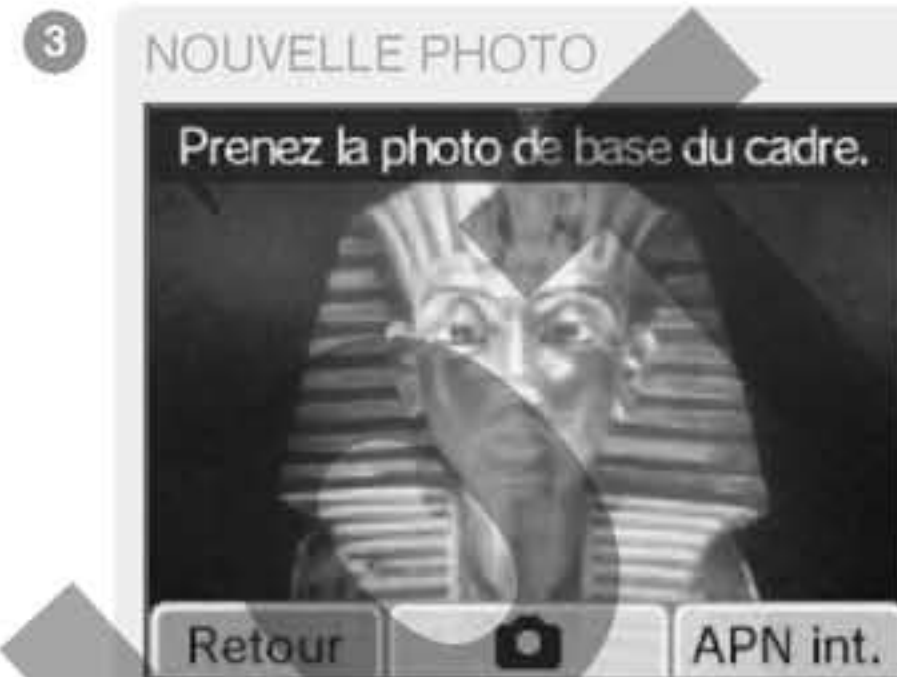 3
NOUVELLE PHOTO
Prenez la photo de base du cadre.
Retour
APN int.